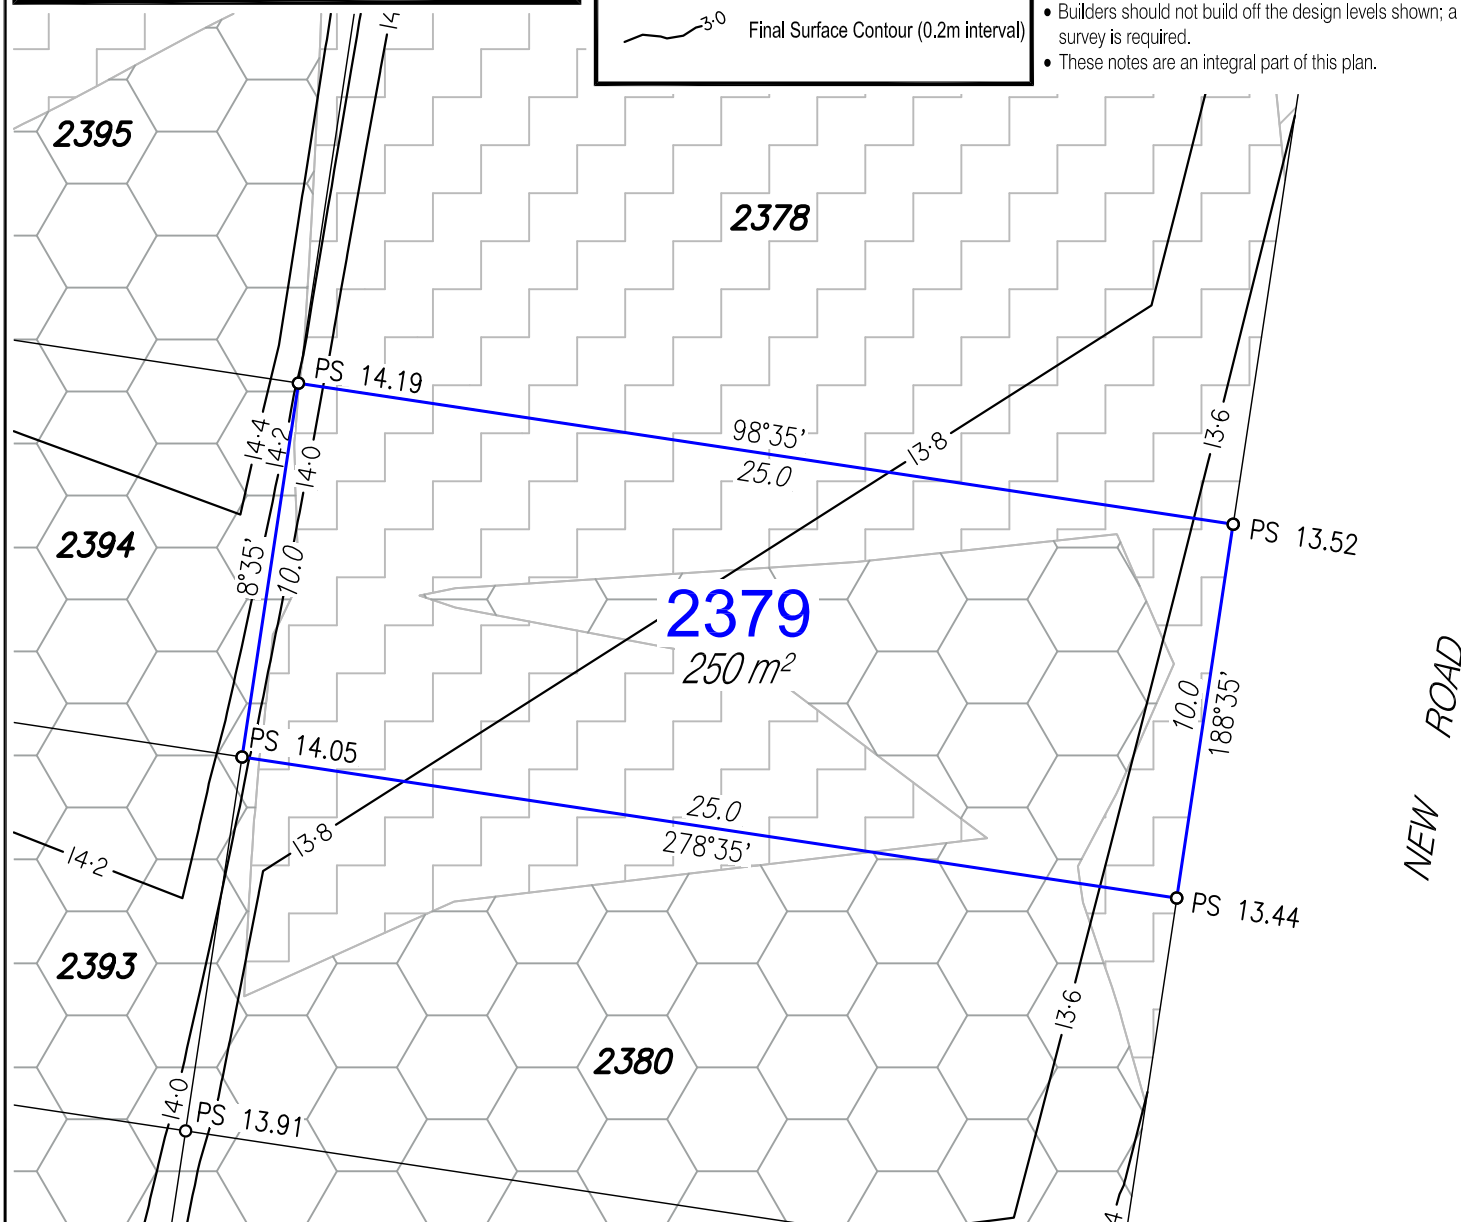 3·0 Final Surface Contour (0.2m interval)
• Builders should not build off the design levels shown; a
survey is required.
• These notes are an integral part of this plan.
2395
2378
PS 14.19
14·4
14·2
14·0
98°35'
25.0
13·8
13·6
PS 13.52
2394
8°35'
10.0
2379
250 m²
10.0
188°35'
NEW ROAD
PS 14.05
25.0
278°35'
13·8
14·2
PS 13.44
2393
13·6
2380
14·0
PS 13.91